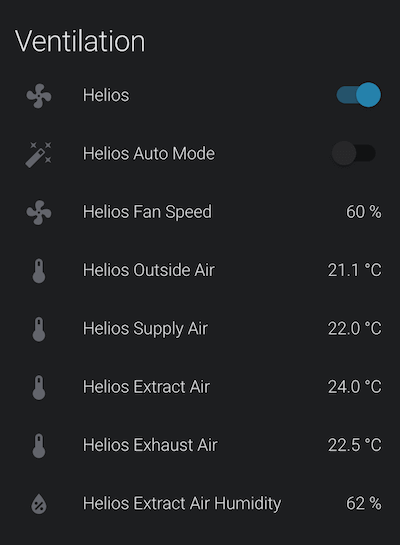 Ventilation
Helios
Helios Auto Mode
Helios Fan Speed 60 %
Helios Outside Air 21.1 °C
Helios Supply Air 22.0 °C
Helios Extract Air 24.0 °C
Helios Exhaust Air 22.5 °C
Helios Extract Air Humidity 62 %